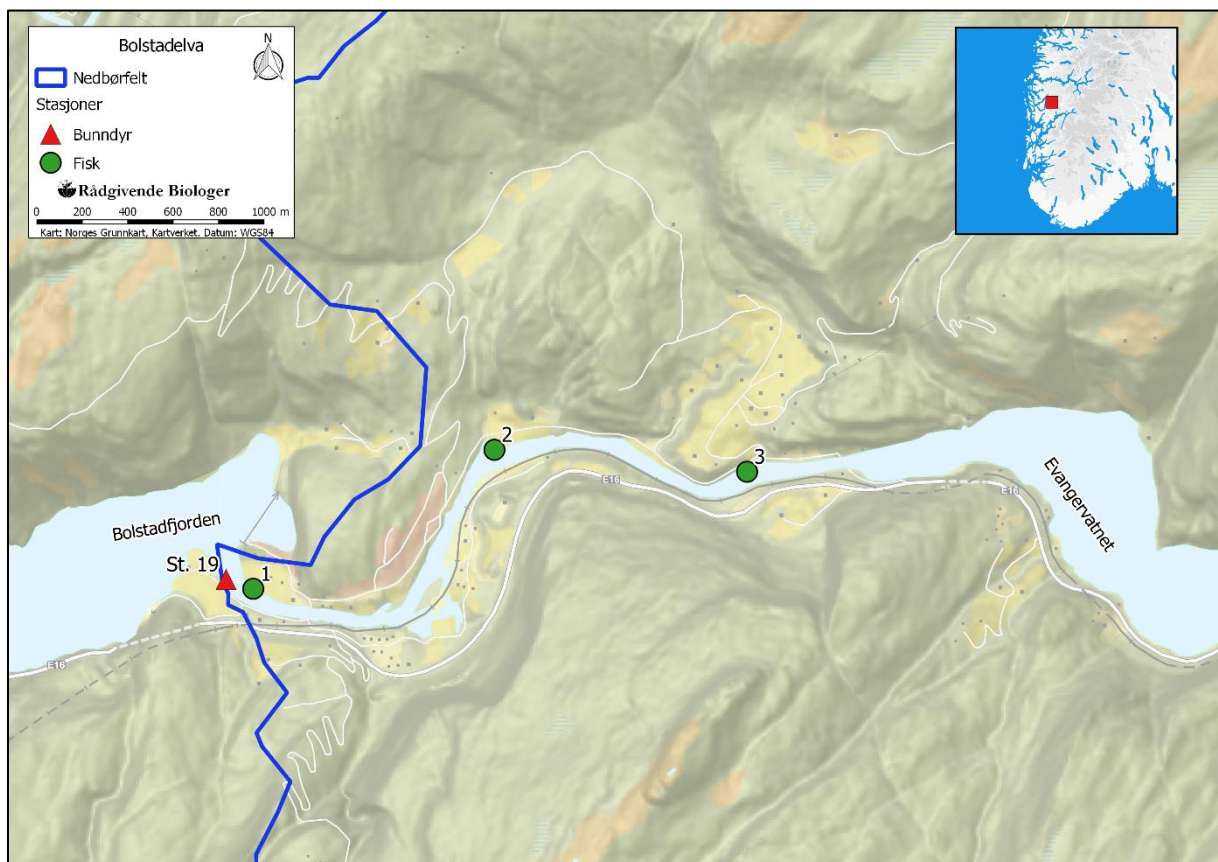 Bolstadelva
N
Nedbørfelt
Stasjoner
Bunndyr
Fisk
Rådgivende Biologer
0 200 400 600 800 1000 m
Kart: Norges Grunnkart, Kartverket. Datum: WGS84
2
3
E16
E16
Evangervatnet
Bolstadfjorden
St. 19
1
E16